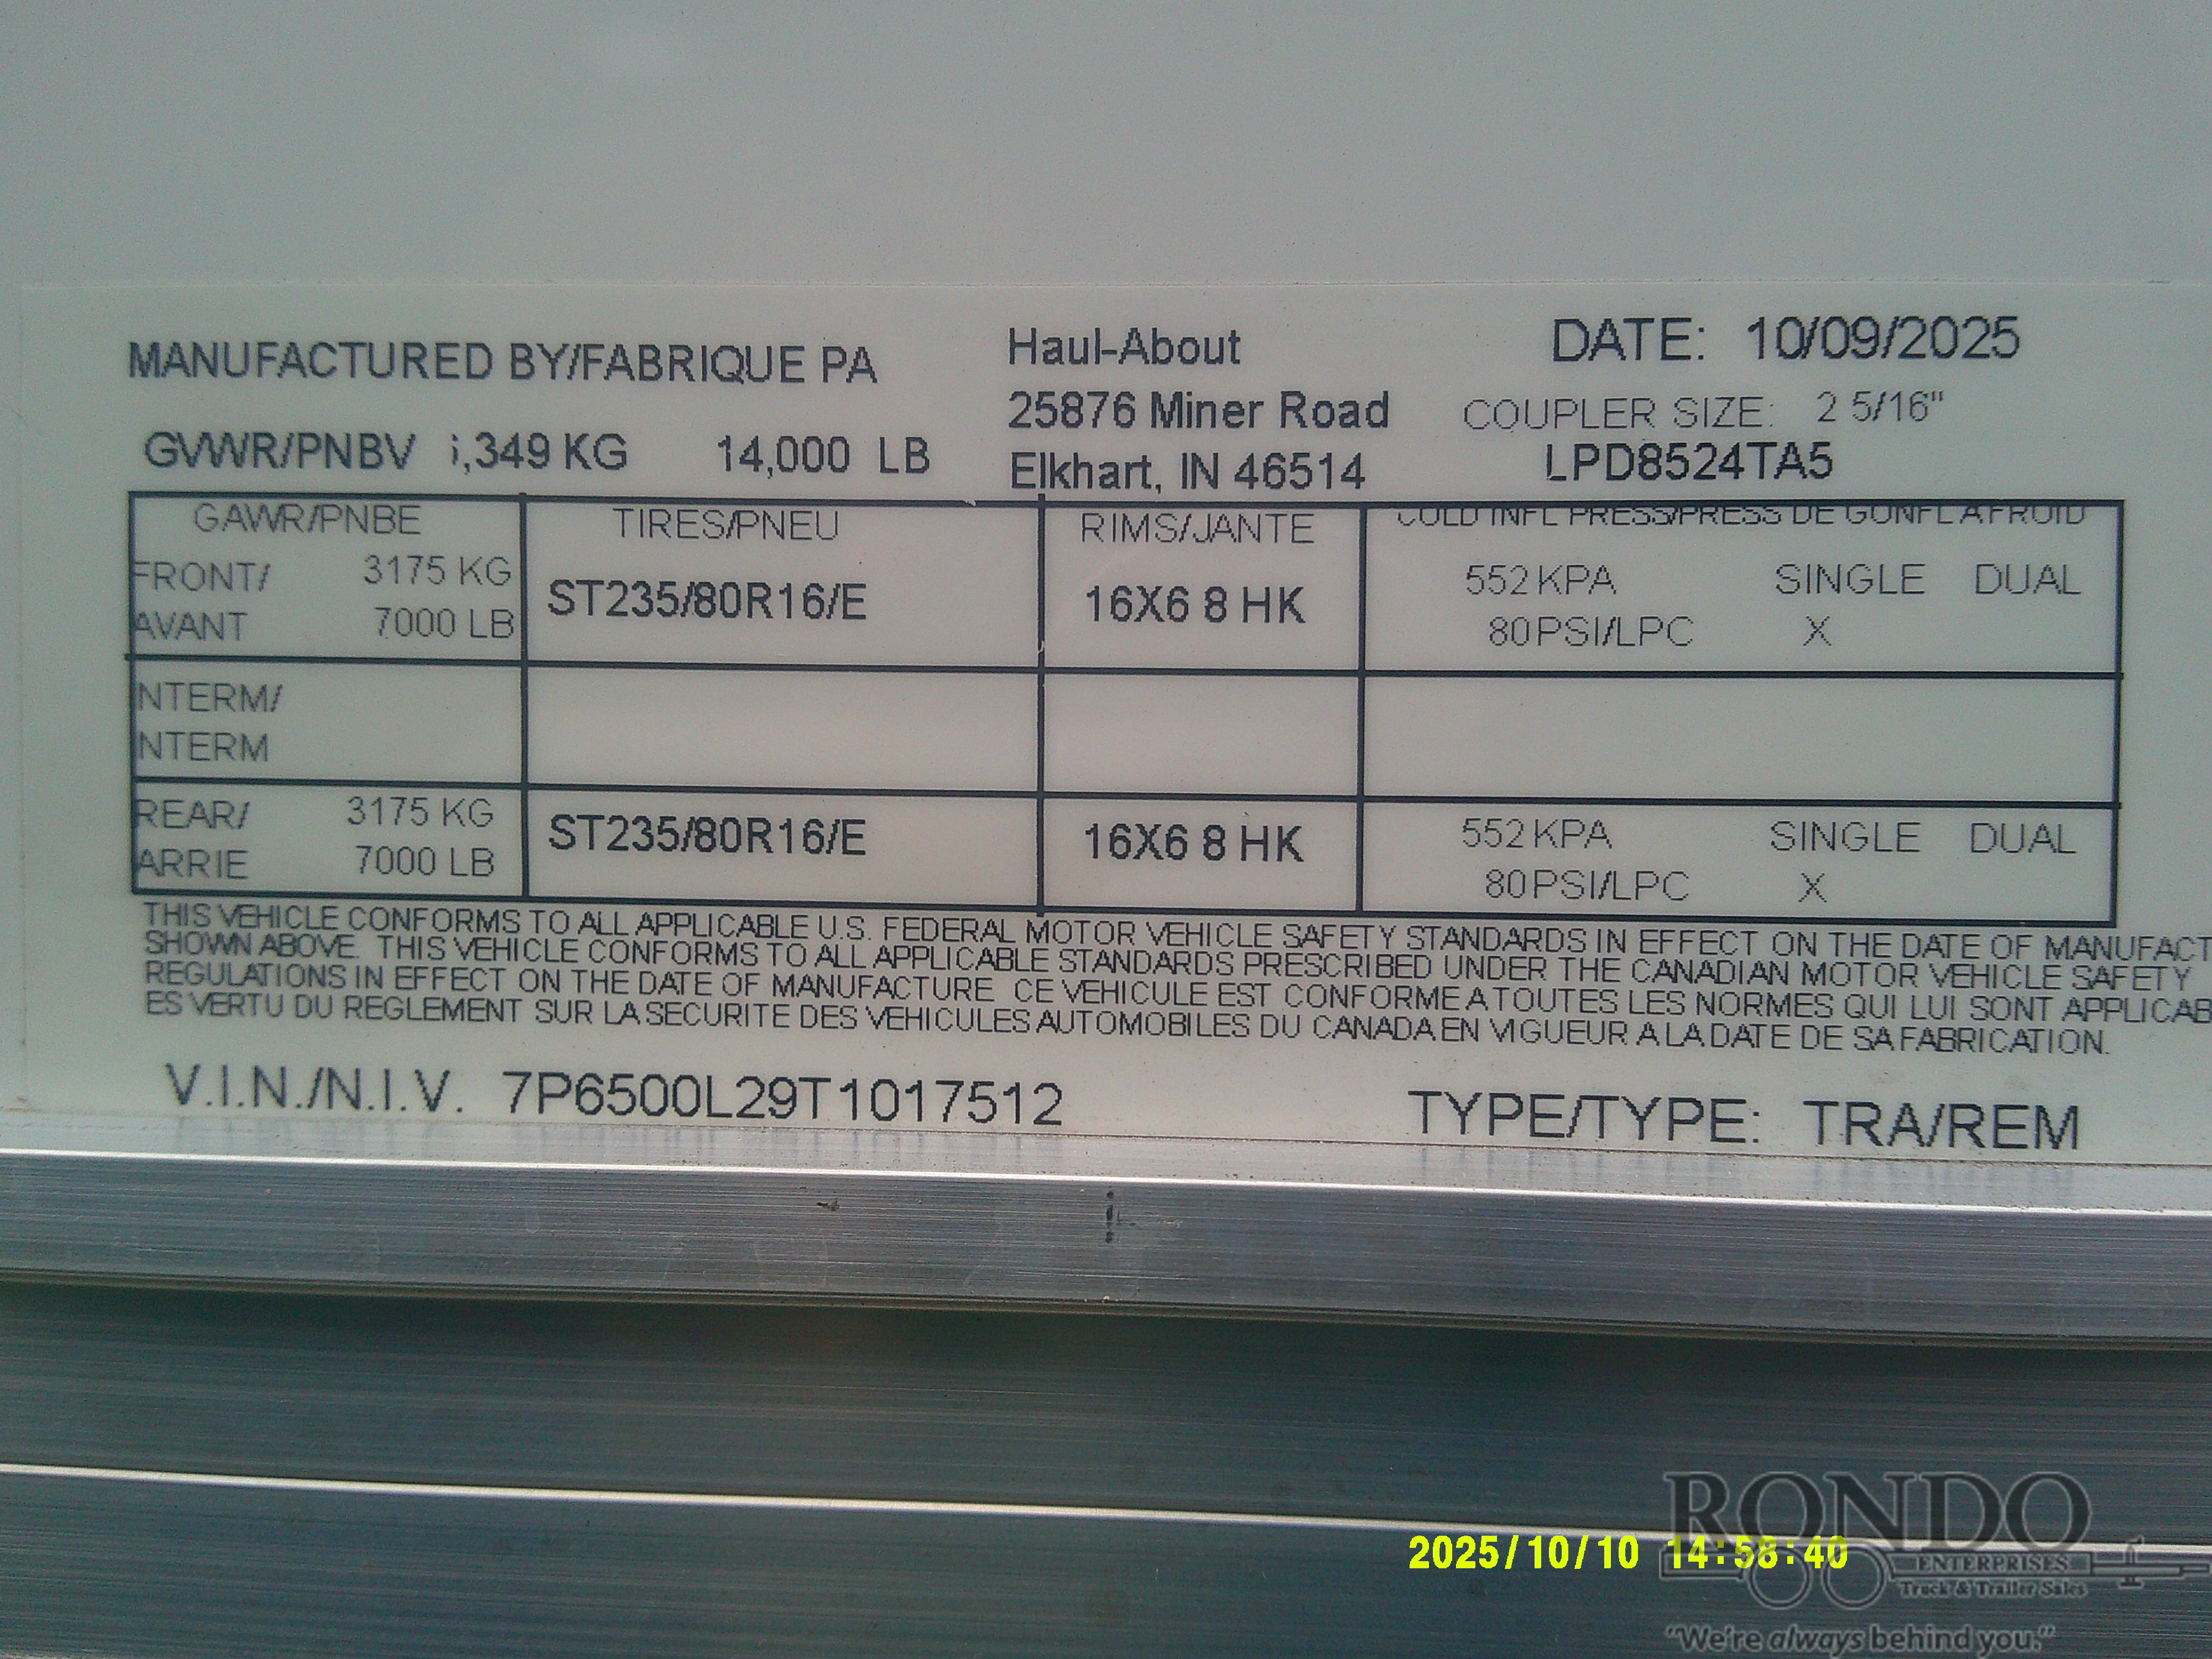 MANUFACTURED BY/FABRIQUE PA
Haul-About
25876 Miner Road
Elkhart, IN 46514
DATE: 10/09/2025
COUPLER SIZE: 2 5/16"
LPD8524TA5
GVWR/PNBV ,349 KG 14,000 LB
GAWR/PNBE TIRES/PNEU RIMS/JANTE COLD INFL PRESS/PRESS DE GONFL A FROID
FRONT/ 3175 KG
AVANT 7000 LB
ST235/80R16/E
16X6 8 HK
552 KPA SINGLE DUAL
80 PSI/LPC X
NTERM/
NTERM
REAR/ 3175 KG
ARRIE 7000 LB
ST235/80R16/E
16X6 8 HK
552 KPA SINGLE DUAL
80 PSI/LPC X
THIS VEHICLE CONFORMS TO ALL APPLICABLE U.S. FEDERAL MOTOR VEHICLE SAFETY STANDARDS IN EFFECT ON THE DATE OF MANUFACT
SHOWN ABOVE. THIS VEHICLE CONFORMS TO ALL APPLICABLE STANDARDS PRESCRIBED UNDER THE CANADIAN MOTOR VEHICLE SAFETY
REGULATIONS IN EFFECT ON THE DATE OF MANUFACTURE CE VEHICULE EST CONFORME A TOUTES LES NORMES QUI LUI SONT APPLICAB
ES VERTU DU REGLEMENT SUR LA SECURITE DES VEHICULES AUTOMOBILES DU CANADA EN VIGUEUR A LA DATE DE SA FABRICATION.
V.I.N./N.I.V. 7P6500L29T1017512
TYPE/TYPE: TRA/REM
2025/10/10 14:58:40
RONDO
ENTERPRISES
Truck & Trailer Sales
"We're always behind you."